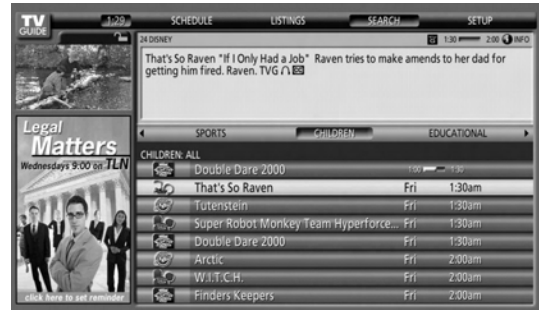 TV GUIDE
1:29
SCHEDULE LISTINGS SEARCH SETUP
24 DISNEY 1:30 2:00 INFO
That's So Raven "If I Only Had a Job" Raven tries to make amends to her dad for
getting him fired. Raven. TVG
Legal
Matters
Wednesdays 9:00 on TLN
click here to set reminder
SPORTS CHILDREN EDUCATIONAL
CHILDREN: ALL
Double Dare 2000 1:00 1:30
That's So Raven Fri 1:30am
Tutenstein Fri 1:30am
Super Robot Monkey Team Hyperforce... Fri 1:30am
Double Dare 2000 Fri 1:30am
Arctic Fri 2:00am
W.I.T.C.H. Fri 2:00am
Finders Keepers Fri 2:00am